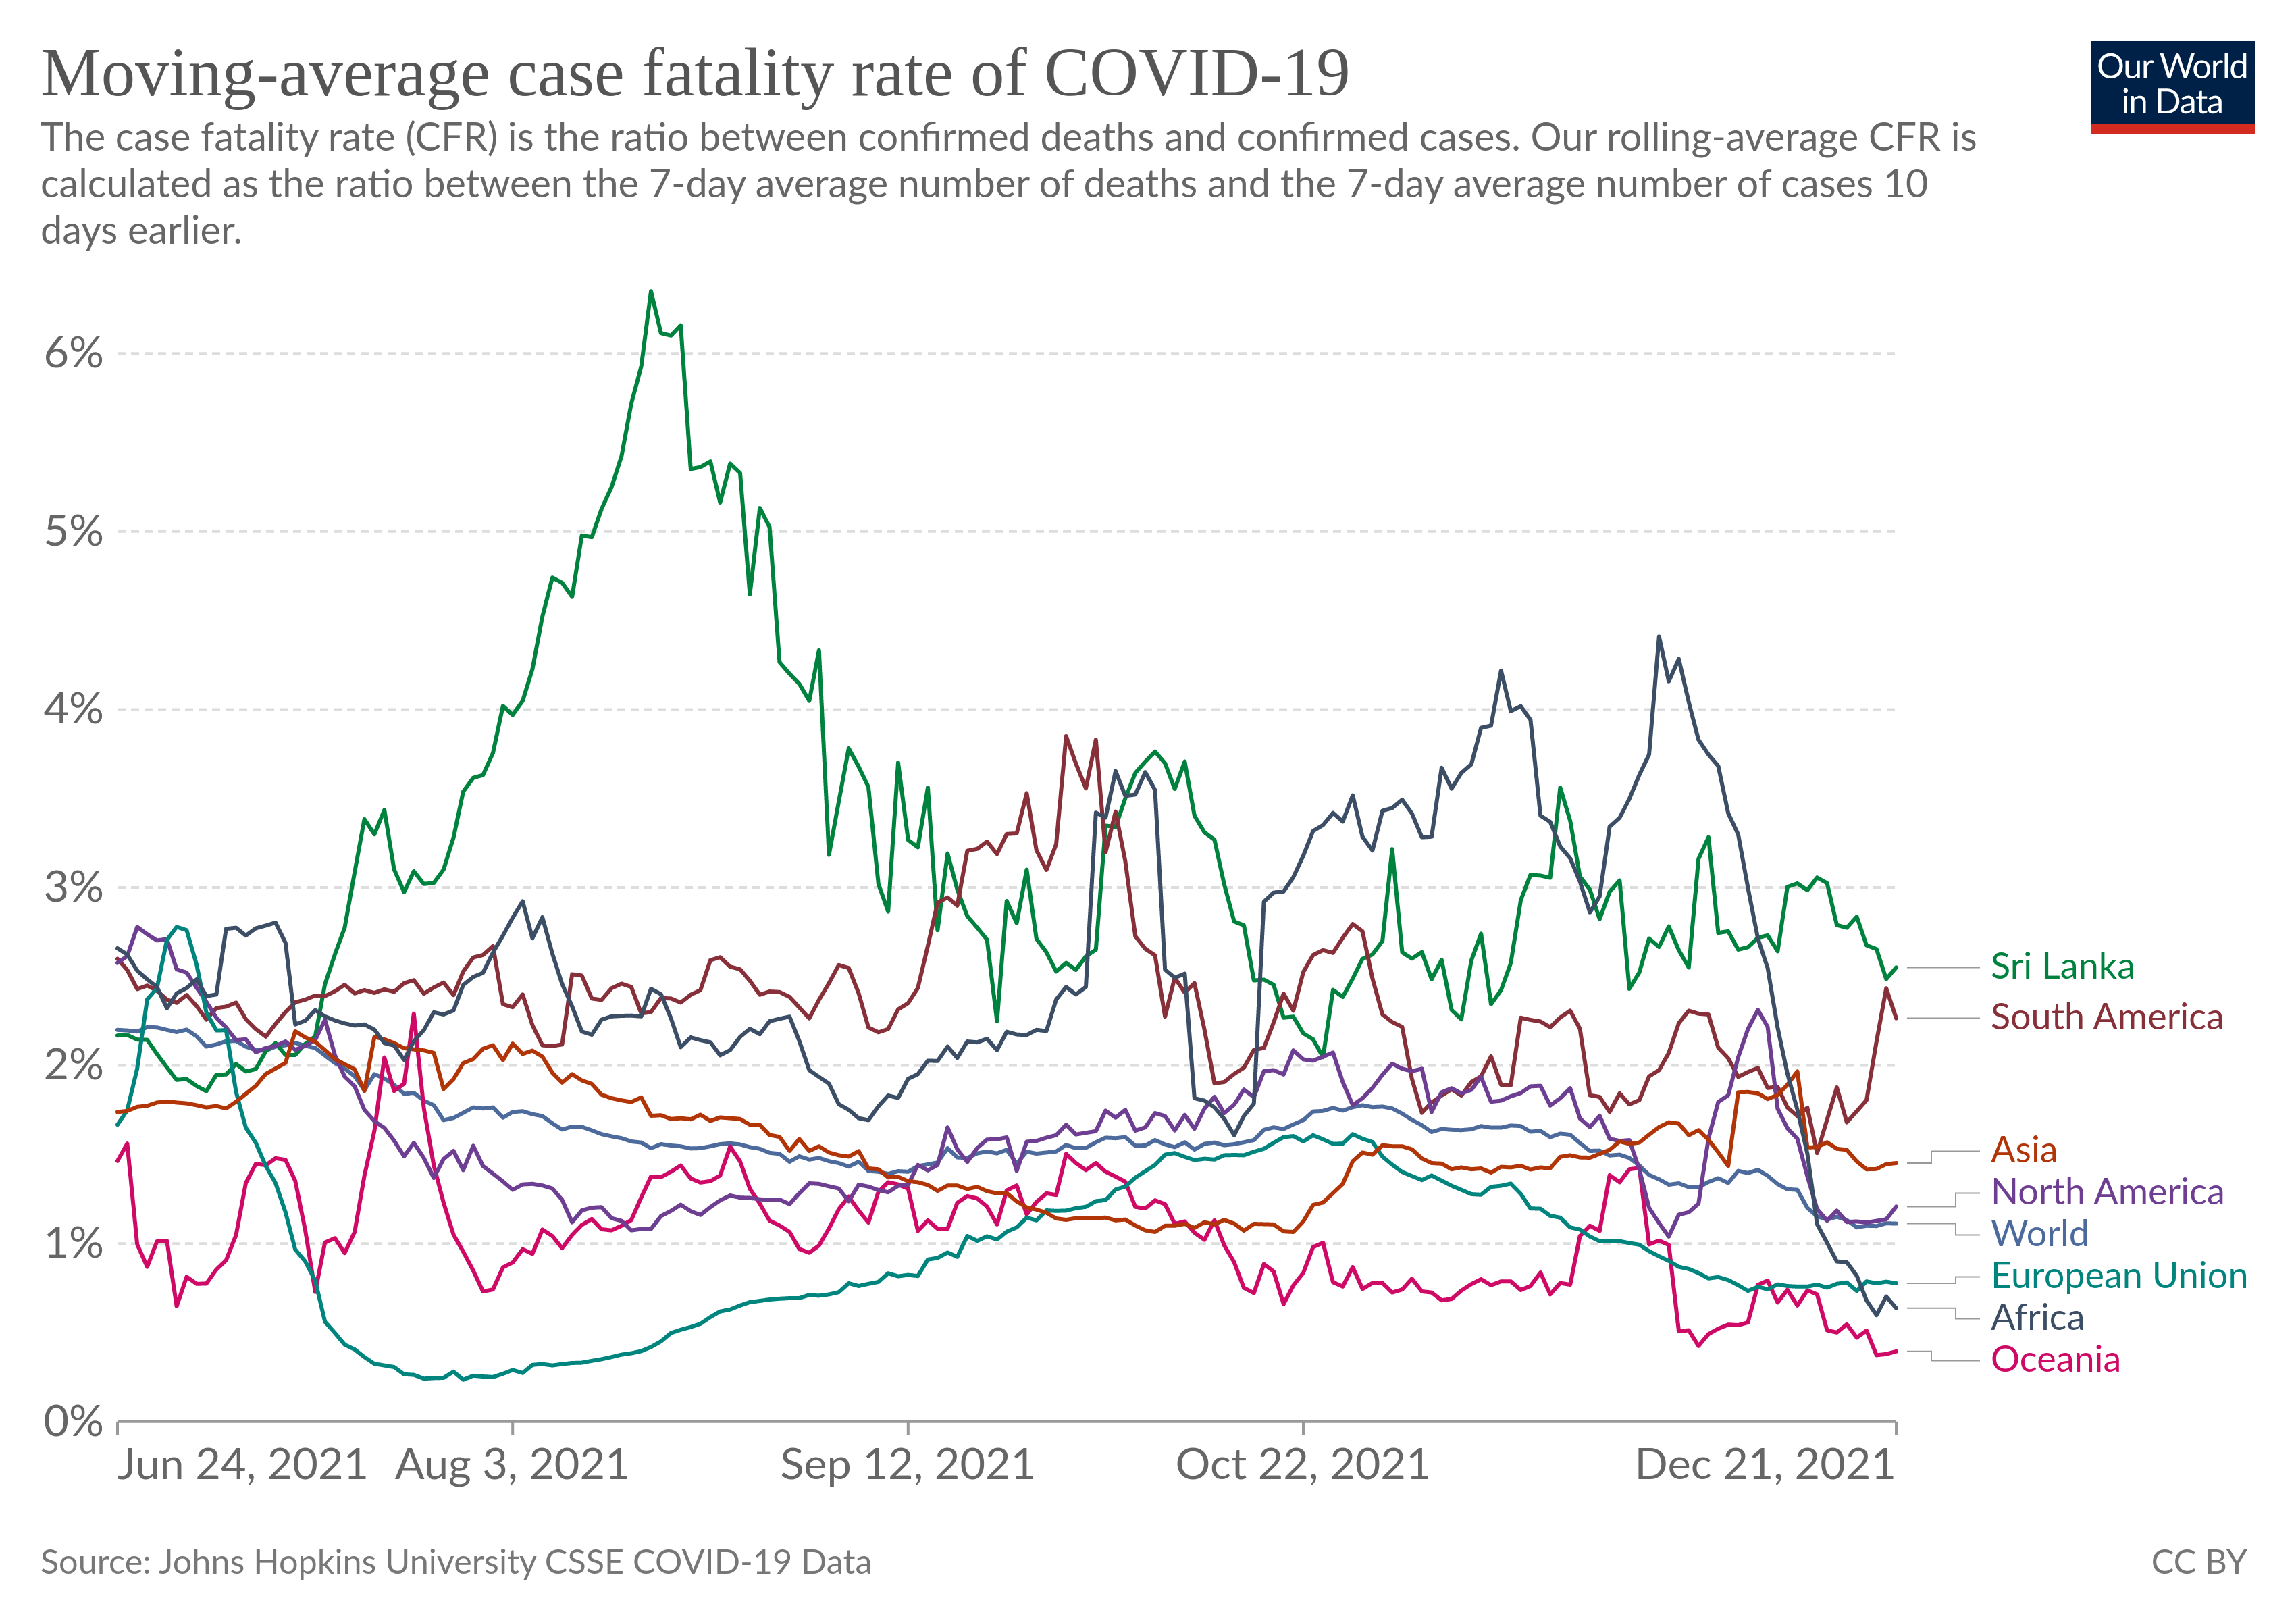 Moving-average case fatality rate of COVID-19
Our World
in Data
The case fatality rate (CFR) is the ratio between confirmed deaths and confirmed cases. Our rolling-average CFR is
calculated as the ratio between the 7-day average number of deaths and the 7-day average number of cases 10
days earlier.
6%
5%
4%
3%
2%
1%
0%
Sri Lanka
South America
Asia
North America
World
European Union
Africa
Oceania
Jun 24, 2021
Aug 3, 2021
Sep 12, 2021
Oct 22, 2021
Dec 21, 2021
Source: Johns Hopkins University CSSE COVID-19 Data
CC BY